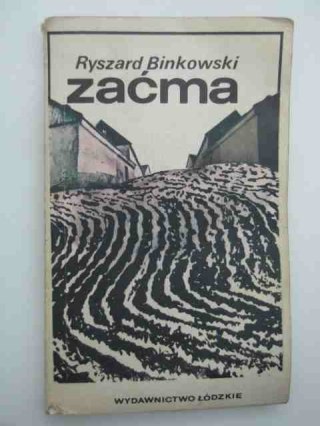 Ryszard Binkowski
zaćma
WYDAWNICTWO ŁÓDZKIE